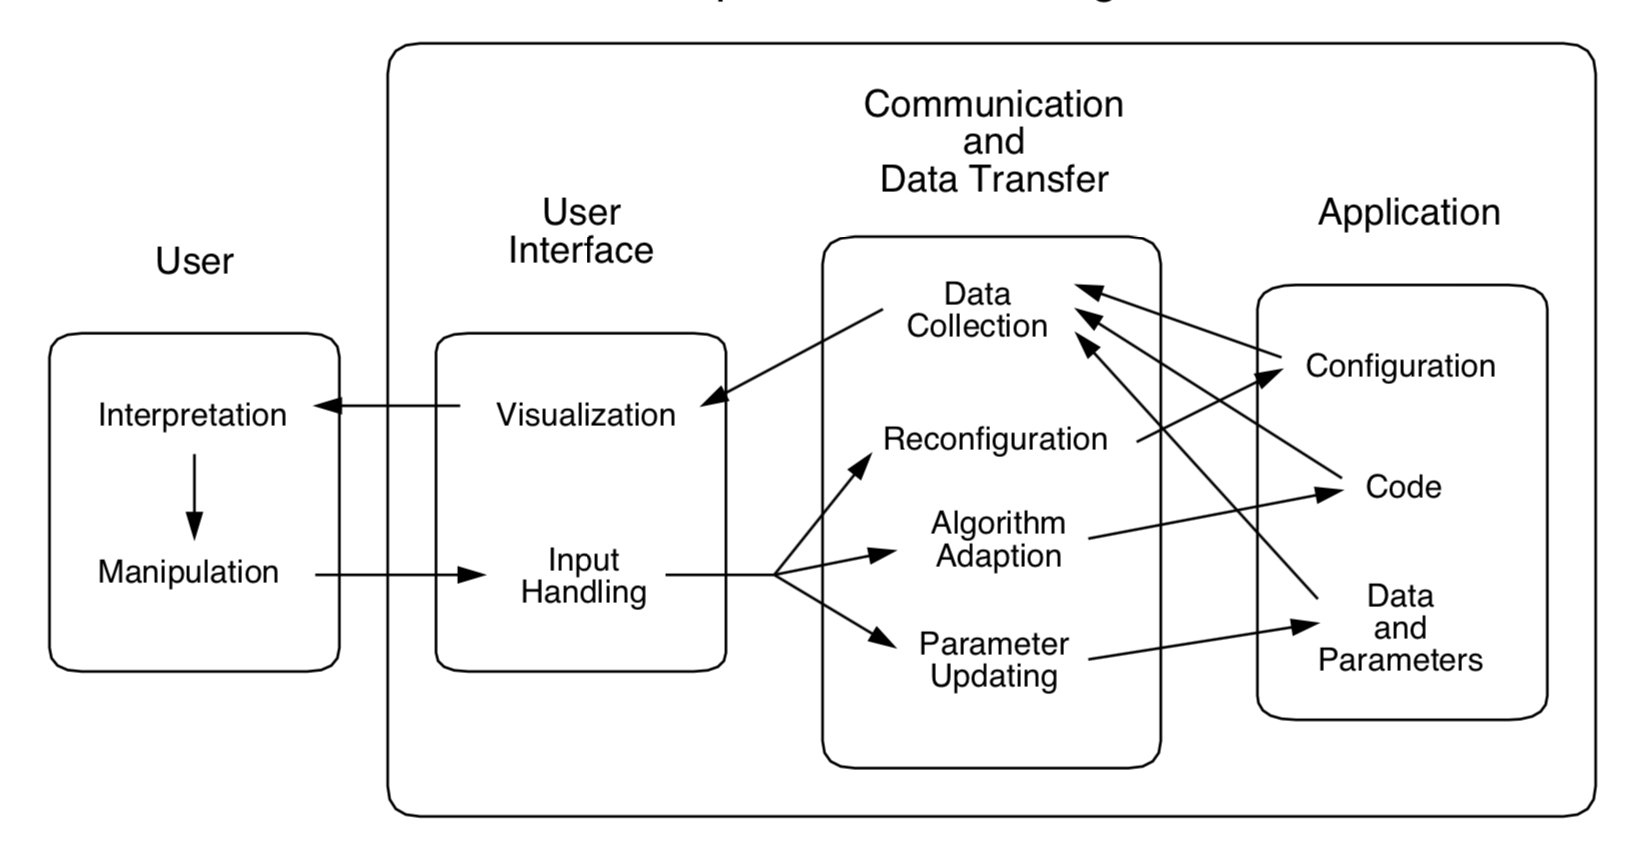 Communication
and
Data Transfer
User
Interface
Application
User
Data
Collection
Configuration
Interpretation
Visualization
Reconfiguration
Code
Algorithm
Adaption
Manipulation
Input
Handling
Data
and
Parameters
Parameter
Updating